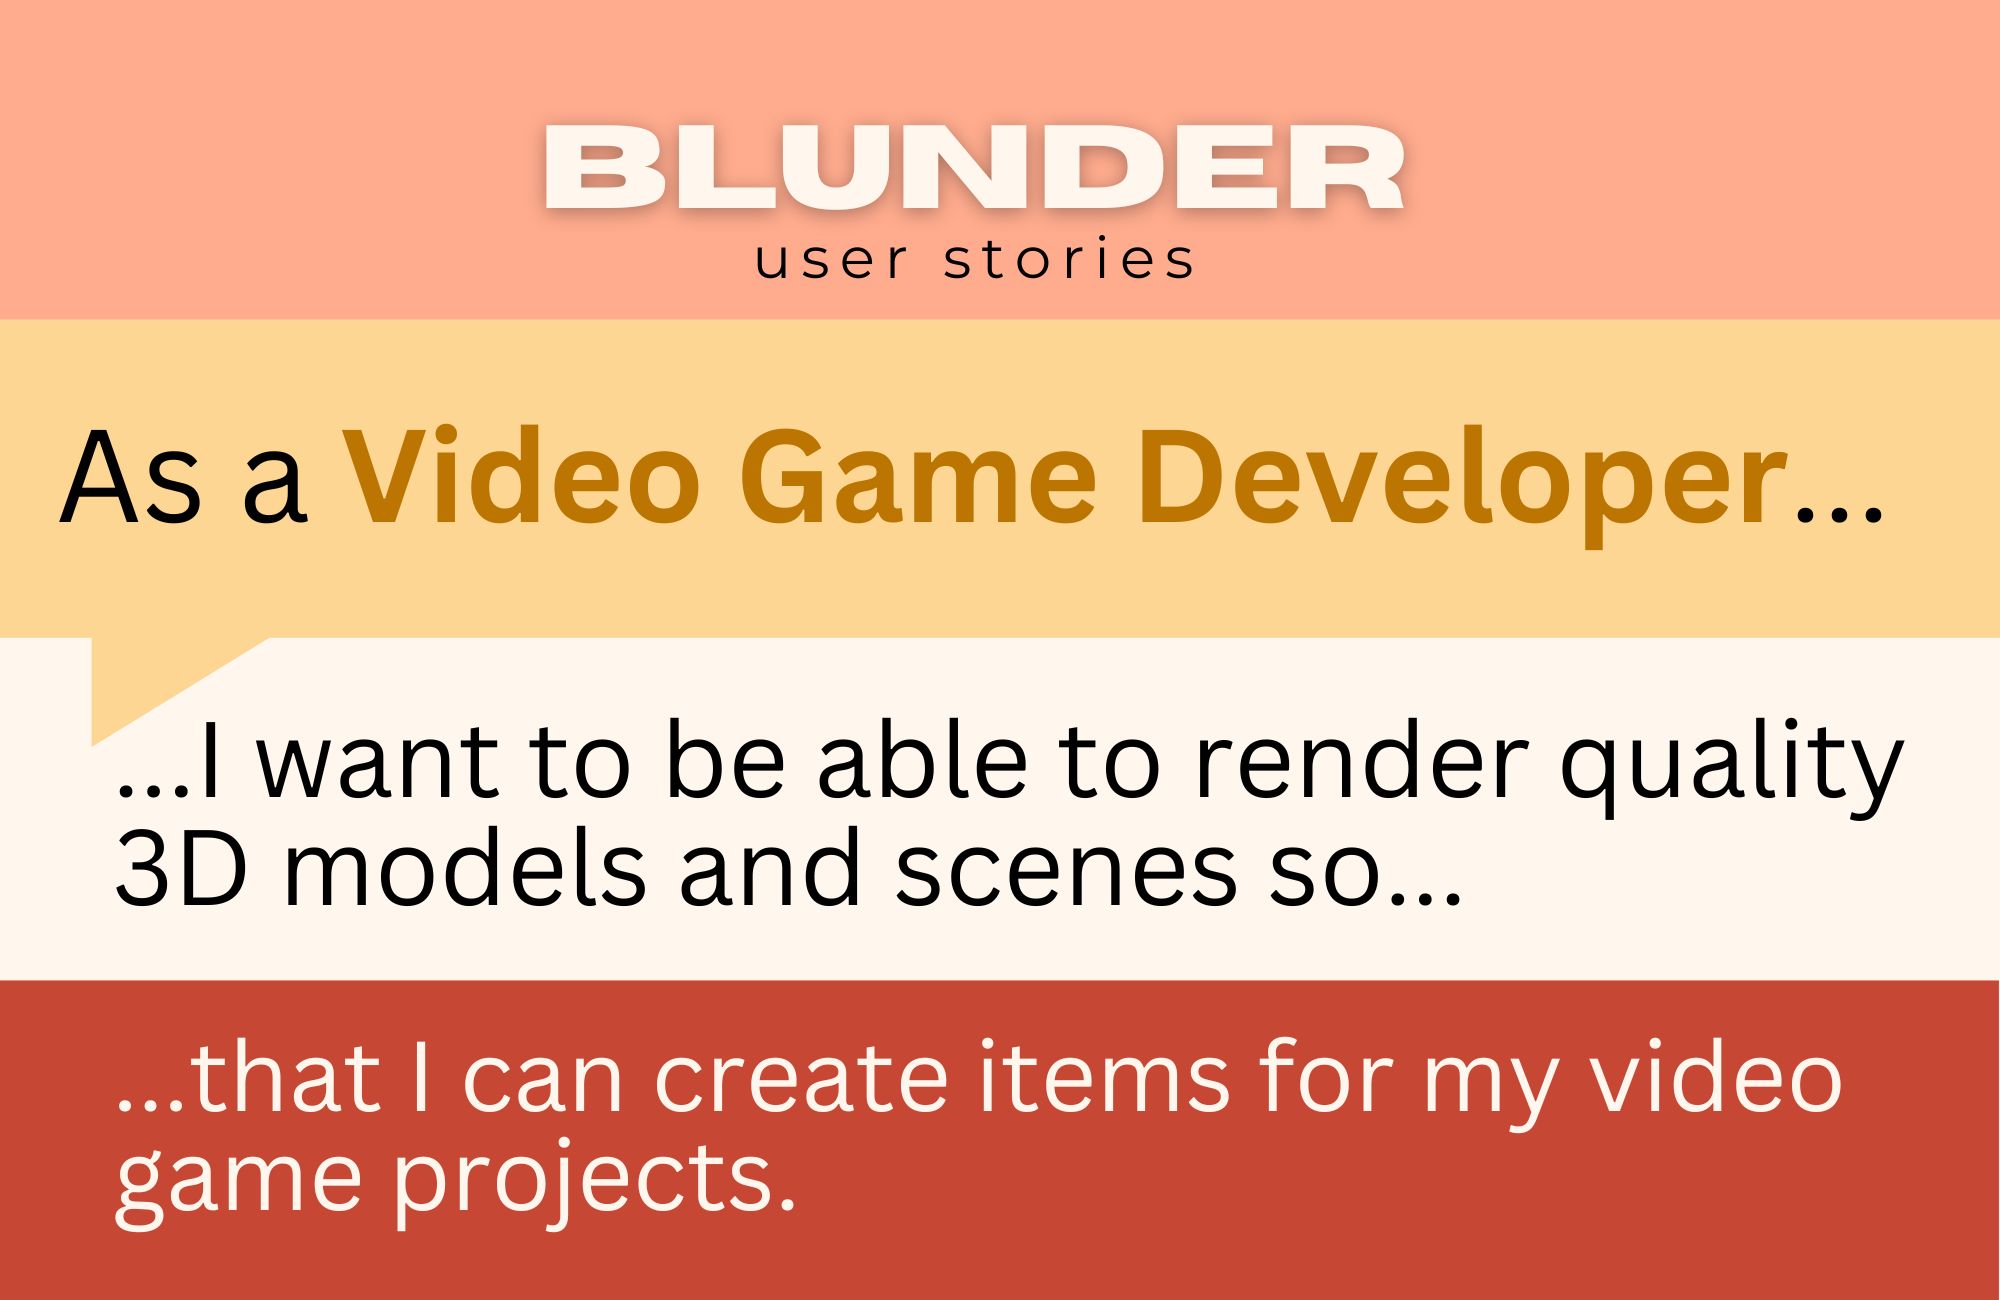 BLUNDER
user stories
As a Video Game Developer...
...I want to be able to render quality
3D models and scenes so...
...that I can create items for my video
game projects.